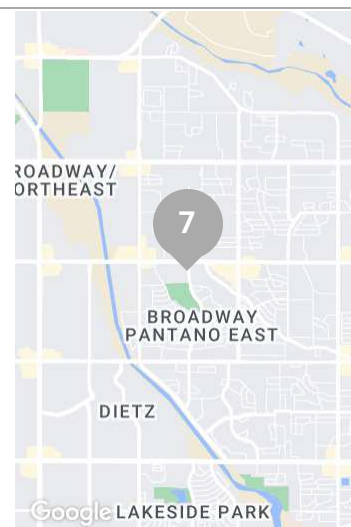 ROADWAY/
ORTHEAST
7
BROADWAY
PANTANO EAST
DIETZ
Google
LAKESIDE PARK